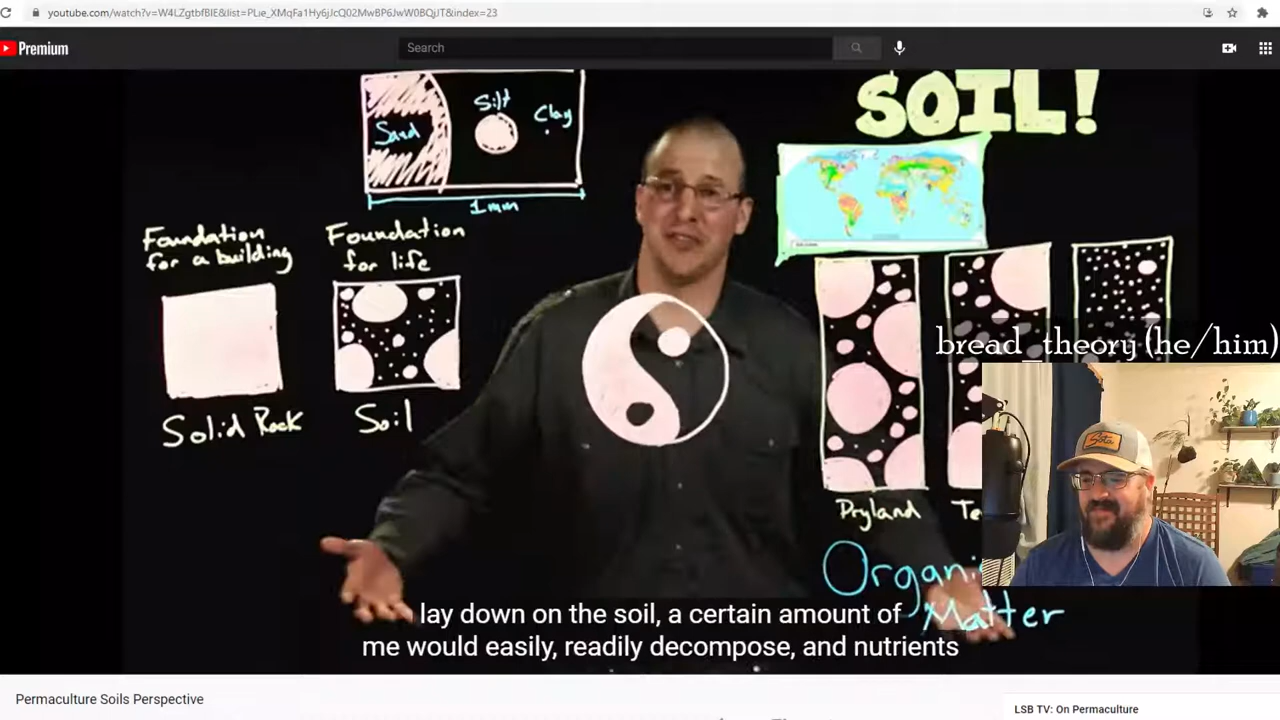 youtube.com/watch?v=W4LZgtbfBlE&list=PLie_XMqFa1Hy6jJcQ02MwBP6JwW0BQjJT&index=23
Premium
Search
SOIL!
Sand
Silt
Clay
1mm
Foundation
for a building
Foundation
for life
bread_theory (he/him)
Solid Rock
Soil
Dryland
Te
Organi
Matter
lay down on the soil, a certain amount of
me would easily, readily decompose, and nutrients
Permaculture Soils Perspective
LSB TV: On Permaculture